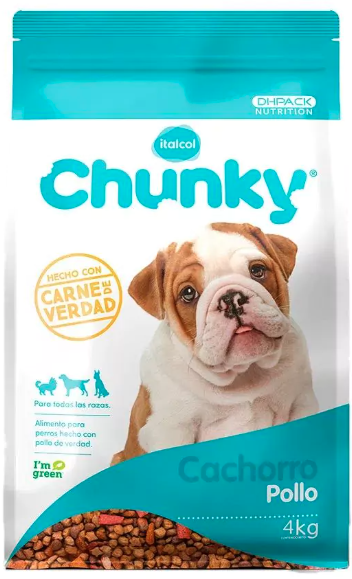 DHPACK
NUTRITION
italcol
Chunky®
HECHO CON
CARNE DE
VERDAD
Para todas las razas.
Alimento para
perros hecho con
pollo de verdad.
I'm
green
Cachorro
Pollo
4kg